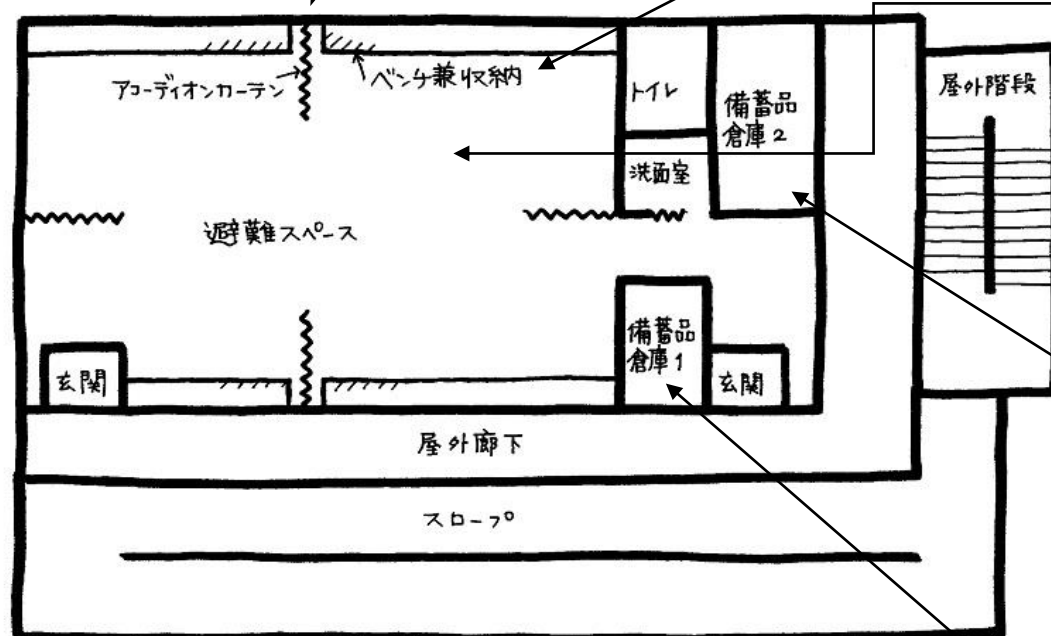 アコーディオンカーテン
ベンチ兼収納
トイレ
備蓄品
倉庫2
屋外階段
洗面室
避難スペース
備蓄品
倉庫1
玄関
玄関
屋外廊下
スロープ